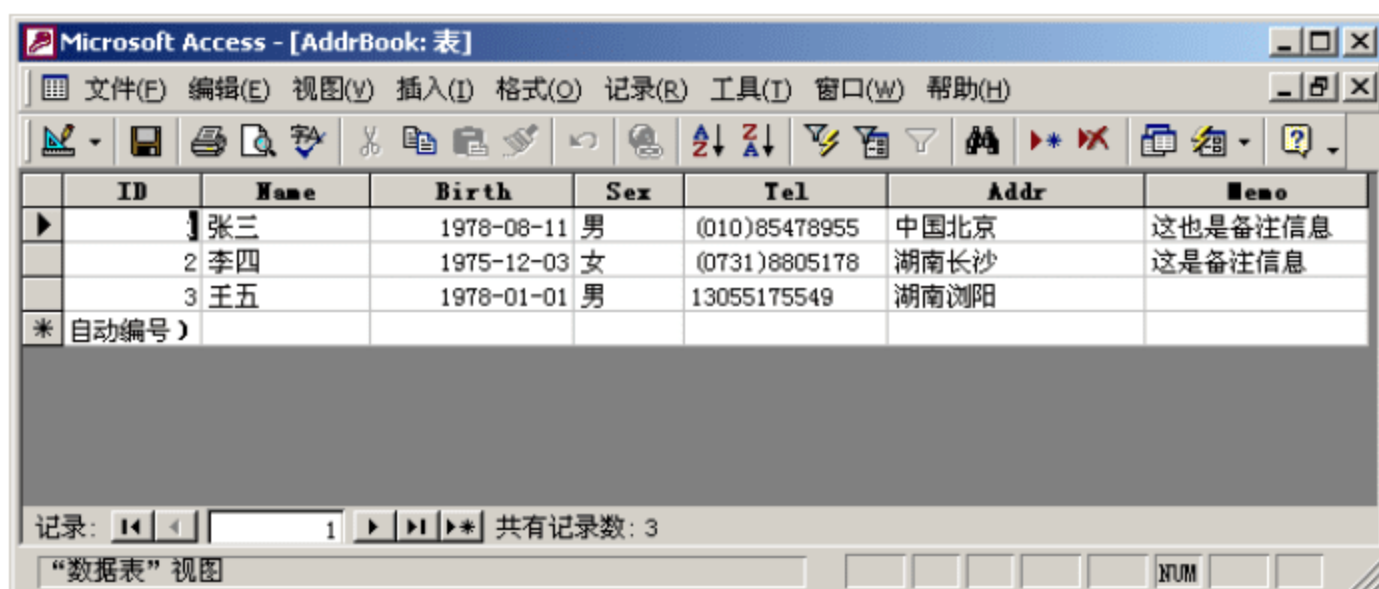 Microsoft Access - [AddrBook: 表]
文件(F) 编辑(E) 视图(V) 插入(I) 格式(O) 记录(R) 工具(T) 窗口(W) 帮助(H)
ID Name Birth Sex Tel Addr Memo
1 张三 1978-08-11 男 (010)85478955 中国北京 这也是备注信息
2 李四 1975-12-03 女 (0731)8805178 湖南长沙 这是备注信息
3 王五 1978-01-01 男 13055175549 湖南浏阳
自动编号)
记录: 1 共有记录数: 3
“数据表” 视图 NUM